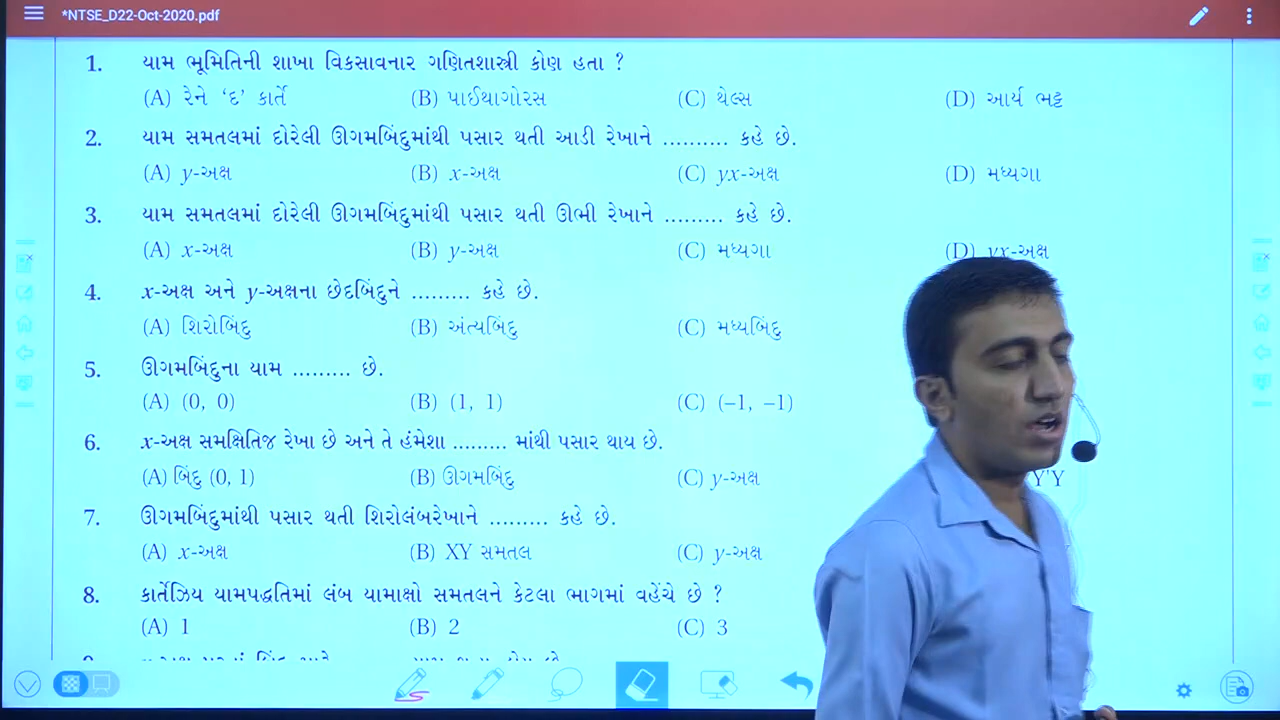 *NTSE_D22-Oct-2020.pdf
1. યામ ભૂમિતિની શાખા વિકસાવનાર ગણિતશાસ્ત્રી કોણ હતા ?
(A) રેને ‘દ’ કાર્તે (B) પાઈથાગોરસ (C) થેલ્સ (D) આર્ય ભટ્ટ
2. યામ સમતલમાં દોરેલી ઊગમબિંદુમાંથી પસાર થતી આડી રેખાને .......... કહે છે.
(A) y-અક્ષ (B) x-અક્ષ (C) yx-અક્ષ (D) મધ્યગા
3. યામ સમતલમાં દોરેલી ઊગમબિંદુમાંથી પસાર થતી ઊભી રેખાને ......... કહે છે.
(A) x-અક્ષ (B) y-અક્ષ (C) મધ્યગા (D) yx-અક્ષ
4. x-અક્ષ અને y-અક્ષના છેદબિંદુને ......... કહે છે.
(A) શિરોબિંદુ (B) અંત્યબિંદુ (C) મધ્યબિંદુ
5. ઊગમબિંદુના યામ ......... છે.
(A) (0, 0) (B) (1, 1) (C) (–1, –1)
6. x-અક્ષ સમક્ષિતિજ રેખા છે અને તે હંમેશા ......... માંથી પસાર થાય છે.
(A) બિંદુ (0, 1) (B) ઊગમબિંદુ (C) y-અક્ષ Y'Y
7. ઊગમબિંદુમાંથી પસાર થતી શિરોલંબરેખાને ......... કહે છે.
(A) x-અક્ષ (B) XY સમતલ (C) y-અક્ષ
8. કાર્તેઝિય યામપદ્ધતિમાં લંબ યામાક્ષો સમતલને કેટલા ભાગમાં વહેંચે છે ?
(A) 1 (B) 2 (C) 3